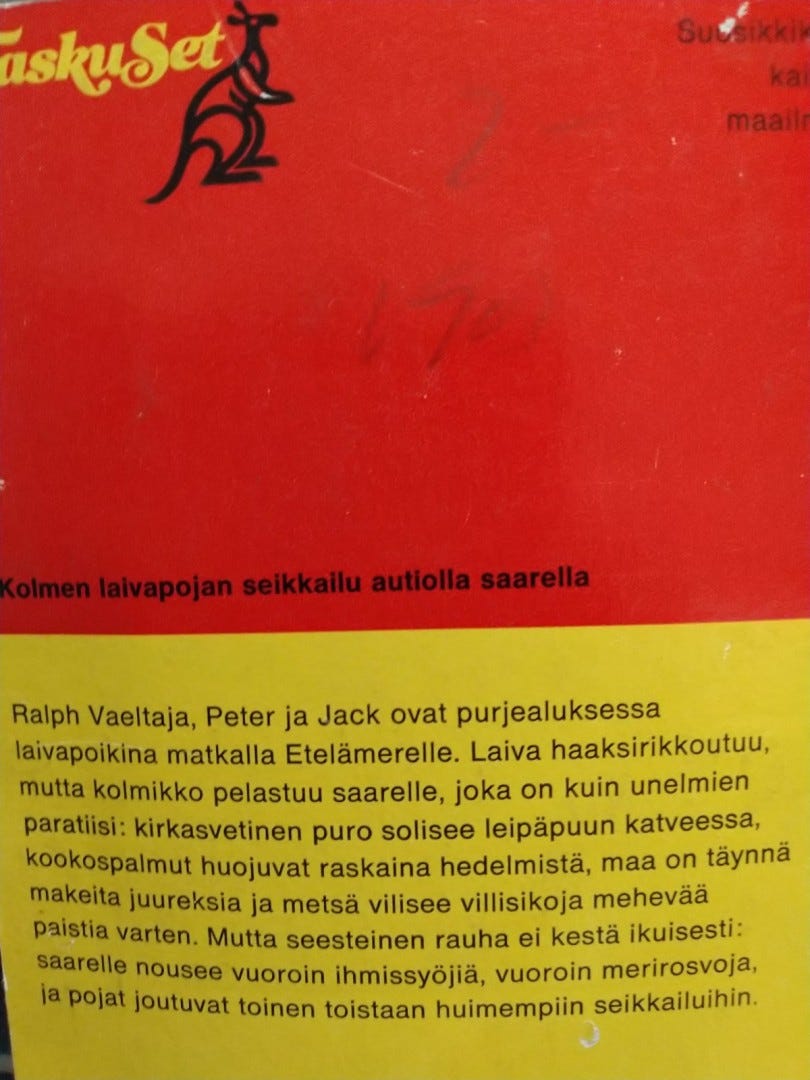 TaskuSet
Suosikkik
kai
maailm
Kolmen laivapojan seikkailu autiolla saarella
Ralph Vaeltaja, Peter ja Jack ovat purjealuksessa
laivapoikina matkalla Etelämerelle. Laiva haaksirikkoutuu,
mutta kolmikko pelastuu saarelle, joka on kuin unelmien
paratiisi: kirkasvetinen puro solisee leipäpuun katveessa,
kookospalmut huojuvat raskaina hedelmistä, maa on täynnä
makeita juureksia ja metsä vilisee villisikoja mehevää
paistia varten. Mutta seesteinen rauha ei kestä ikuisesti:
saarelle nousee vuoroin ihmissyöjiä, vuoroin merirosvoja,
ja pojat joutuvat toinen toistaan huimempiin seikkailuihin.